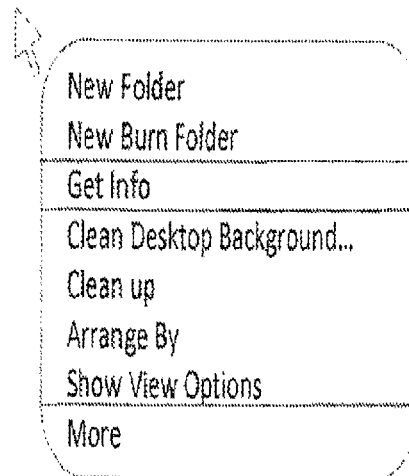 New Folder
New Burn Folder
Get Info
Clean Desktop Background...
Clean up
Arrange By
Show View Options
More